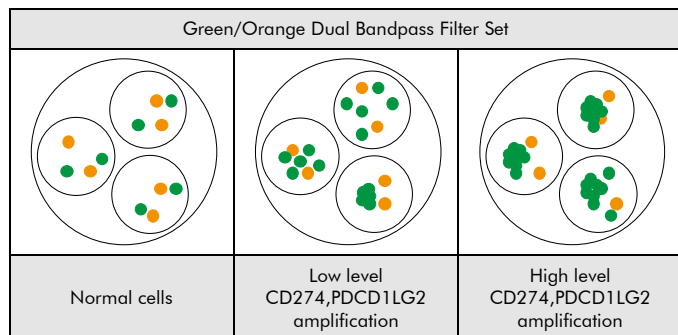 Green/Orange Dual Bandpass Filter Set
Normal cells
Low level
CD274,PDCD1LG2
amplification
High level
CD274,PDCD1LG2
amplification